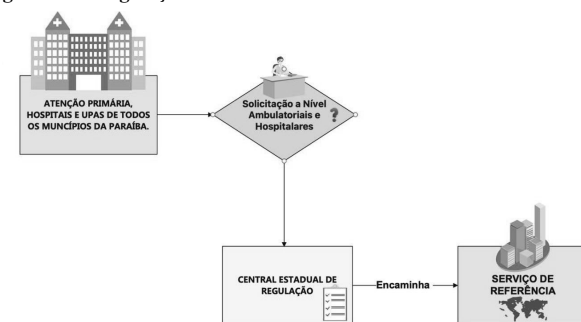 ATENÇÃO PRIMÁRIA,
HOSPITAIS E UPAS DE TODOS
OS MUNCÍPIOS DA PARAÍBA.
Solicitação a Nível
Ambulatoriais e
Hospitalares
?
CENTRAL ESTADUAL DE
REGULAÇÃO
Encaminha
SERVIÇO DE
REFERÊNCIA